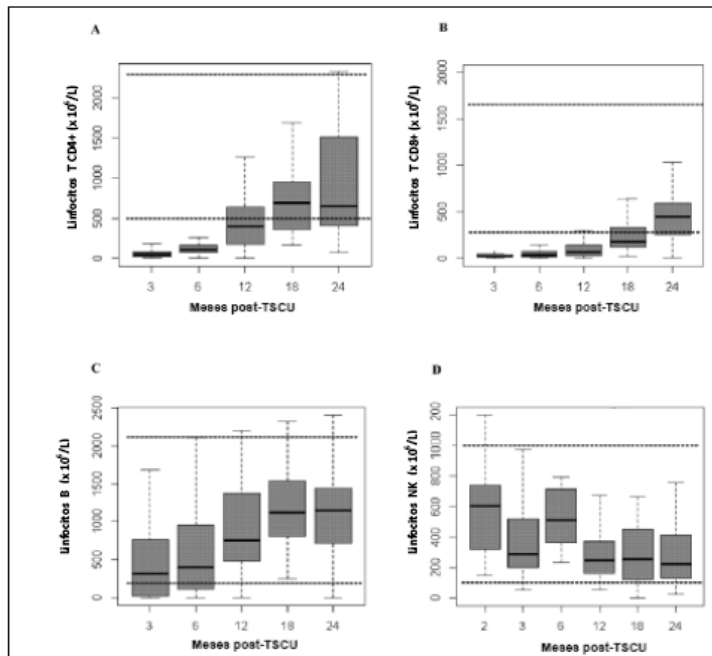 A
Linfocitos T CD4+ (x 10⁶/L)
2000
1500
1000
500
0
3 6 12 18 24
Meses post-TSCU
B
Linfocitos T CD8+ (x 10⁶/L)
2000
1500
1000
500
0
3 6 12 18 24
Meses post-TSCU
C
Linfocitos B (x10⁶/L)
2500
2000
1500
1000
500
0
3 6 12 18 24
Meses post-TSCU
D
Linfocitos NK (x10⁶/L)
200
1000
800
600
400
200
0
2 3 6 12 18 24
Meses post-TSCU